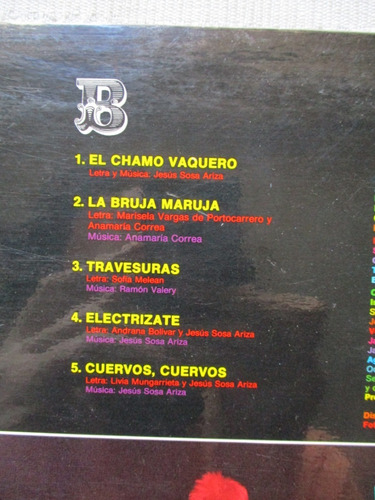 B
1. EL CHAMO VAQUERO
Letra y Música: Jesús Sosa Ariza
2. LA BRUJA MARUJA
Letra: Marisela Vargas de Portocarrero y
Anamaría Correa
Música: Anamaría Correa
3. TRAVESURAS
Letra: Sofía Melean
Música: Ramón Valery
4. ELECTRIZATE
Letra: Andrana Bolívar y Jesús Sosa Ariza
Música: Jesús Sosa Ariza
5. CUERVOS, CUERVOS
Letra: Livia Mungarrieta y Jesús Sosa Ariza
Música: Jesús Sosa Ariza